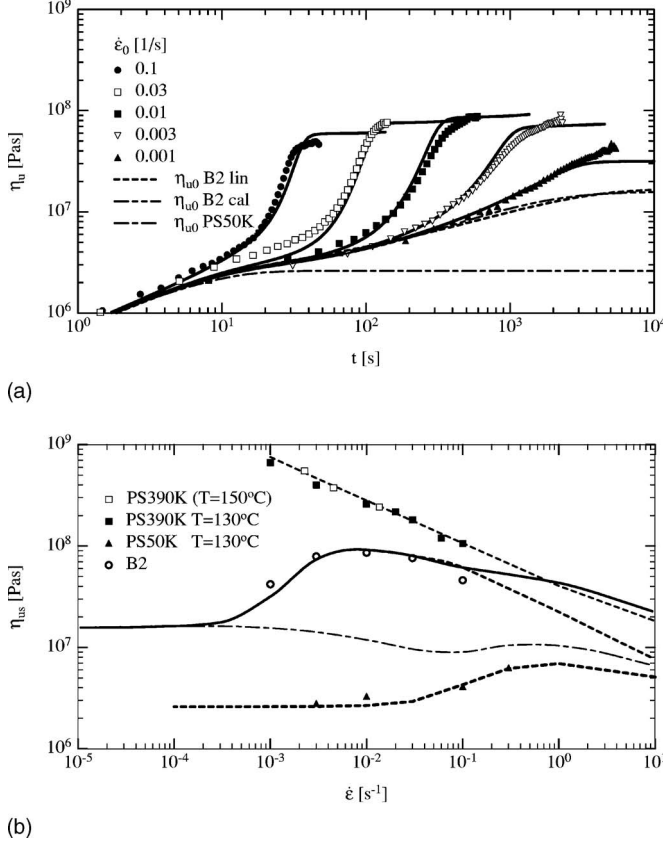 10⁹
10⁸
10⁷
10⁶
η_u [Pas]
ε̇₀ [1/s]
0.1
0.03
0.01
0.003
0.001
η_u0 B2 lin
η_u0 B2 cal
η_u0 PS50K
10⁰ 10¹ 10² 10³ 10⁴
t [s]
(a)
10⁹
10⁸
10⁷
10⁶
η_us [Pas]
PS390K (T=150°C)
PS390K T=130°C
PS50K T=130°C
B2
10⁻⁵ 10⁻⁴ 10⁻³ 10⁻² 10⁻¹ 10⁰ 10¹
ε̇ [s⁻¹]
(b)